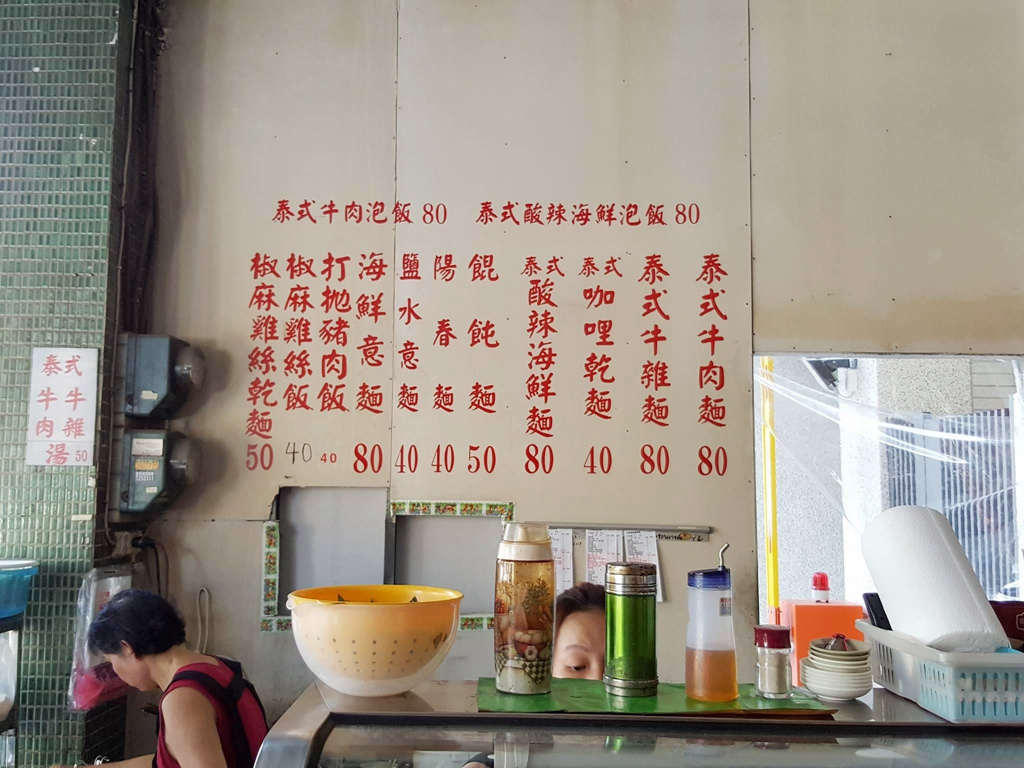 泰式牛肉泡飯 80
泰式酸辣海鮮泡飯 80
泰式牛肉麵 80
泰式牛雜麵 80
泰式咖哩乾麵 40
泰式酸辣海鮮麵 80
餛飩麵 50
陽春麵 40
鹽水意麵 40
海鮮意麵 80
打拋豬肉飯 40
椒麻雞絲飯 40
椒麻雞絲乾麵 50
泰式
牛牛
肉雜
湯 50